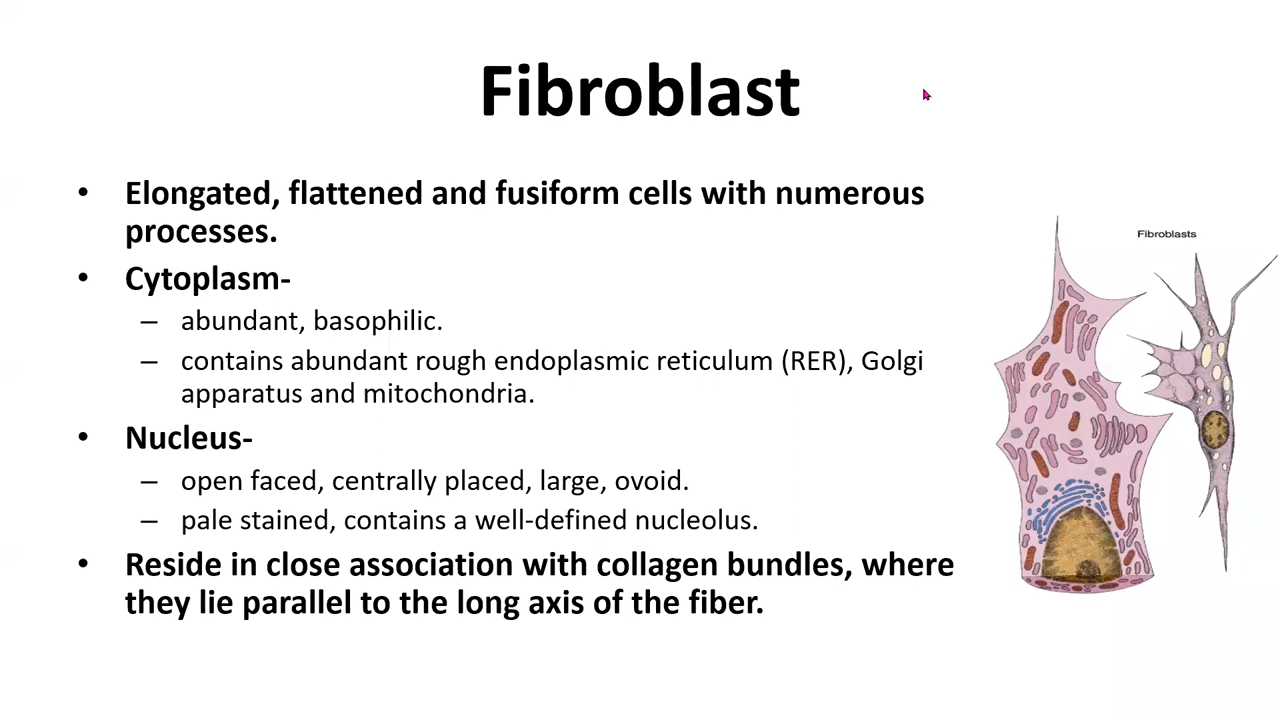 Fibroblast
• Elongated, flattened and fusiform cells with numerous
processes.
• Cytoplasm-
– abundant, basophilic.
– contains abundant rough endoplasmic reticulum (RER), Golgi
apparatus and mitochondria.
• Nucleus-
– open faced, centrally placed, large, ovoid.
– pale stained, contains a well-defined nucleolus.
• Reside in close association with collagen bundles, where
they lie parallel to the long axis of the fiber.
Fibroblasts